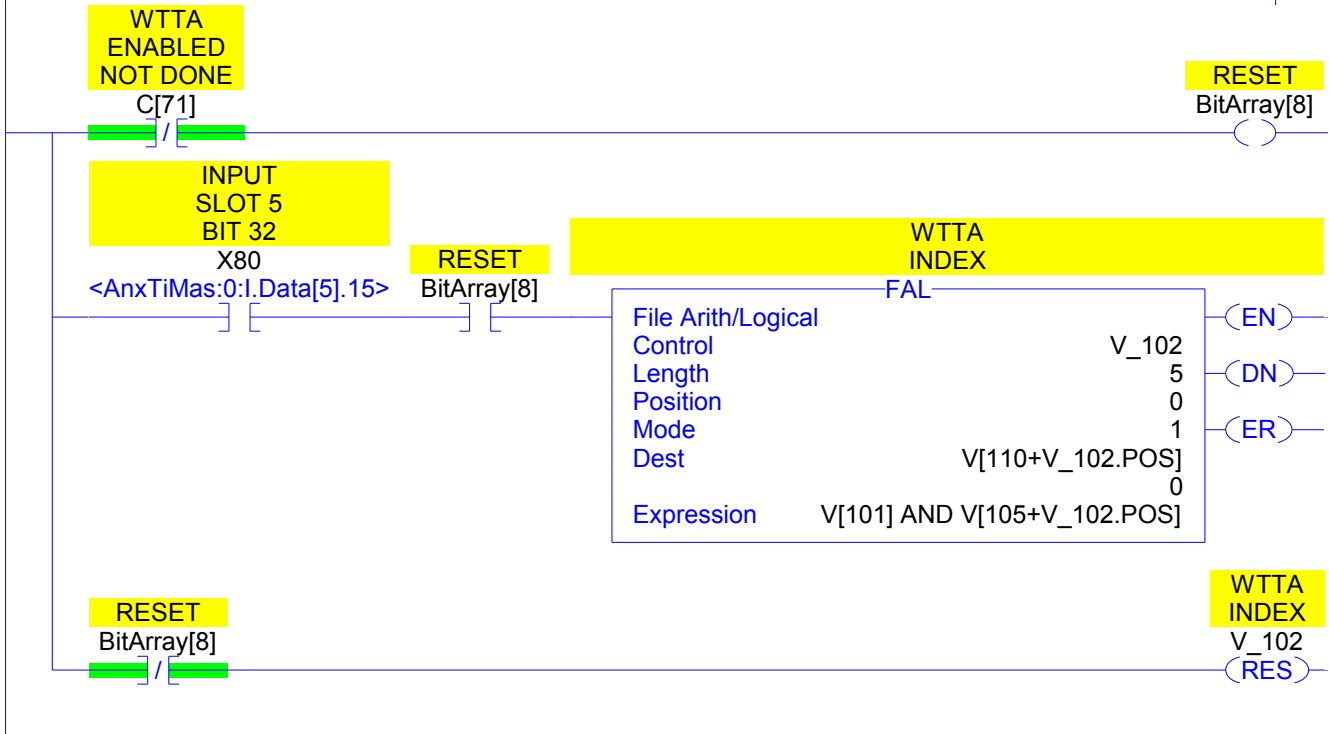 WTTA
ENABLED
NOT DONE
C[71]
/
RESET
BitArray[8]
INPUT
SLOT 5
BIT 32
X80
<AnxTiMas:0:I.Data[5].15>
RESET
BitArray[8]
WTTA
INDEX
FAL
File Arith/Logical
Control V_102
Length 5
Position 0
Mode 1
Dest V[110+V_102.POS]
0
Expression V[101] AND V[105+V_102.POS]
EN
DN
ER
RESET
BitArray[8]
/
WTTA
INDEX
V_102
RES